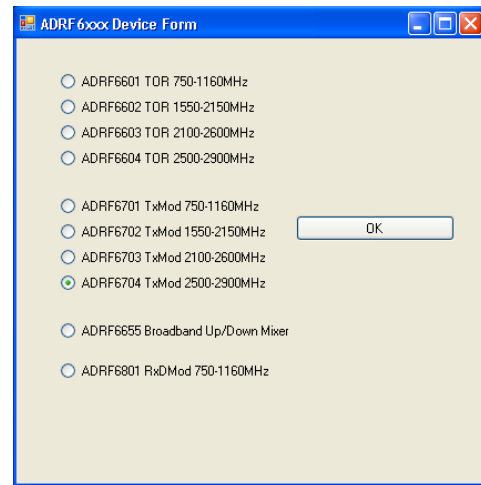 ADRF6xxx Device Form
ADRF6601 TOR 750-1160MHz
ADRF6602 TOR 1550-2150MHz
ADRF6603 TOR 2100-2600MHz
ADRF6604 TOR 2500-2900MHz
ADRF6701 TxMod 750-1160MHz
ADRF6702 TxMod 1550-2150MHz
OK
ADRF6703 TxMod 2100-2600MHz
ADRF6704 TxMod 2500-2900MHz
ADRF6655 Broadband Up/Down Mixer
ADRF6801 RxDMod 750-1160MHz